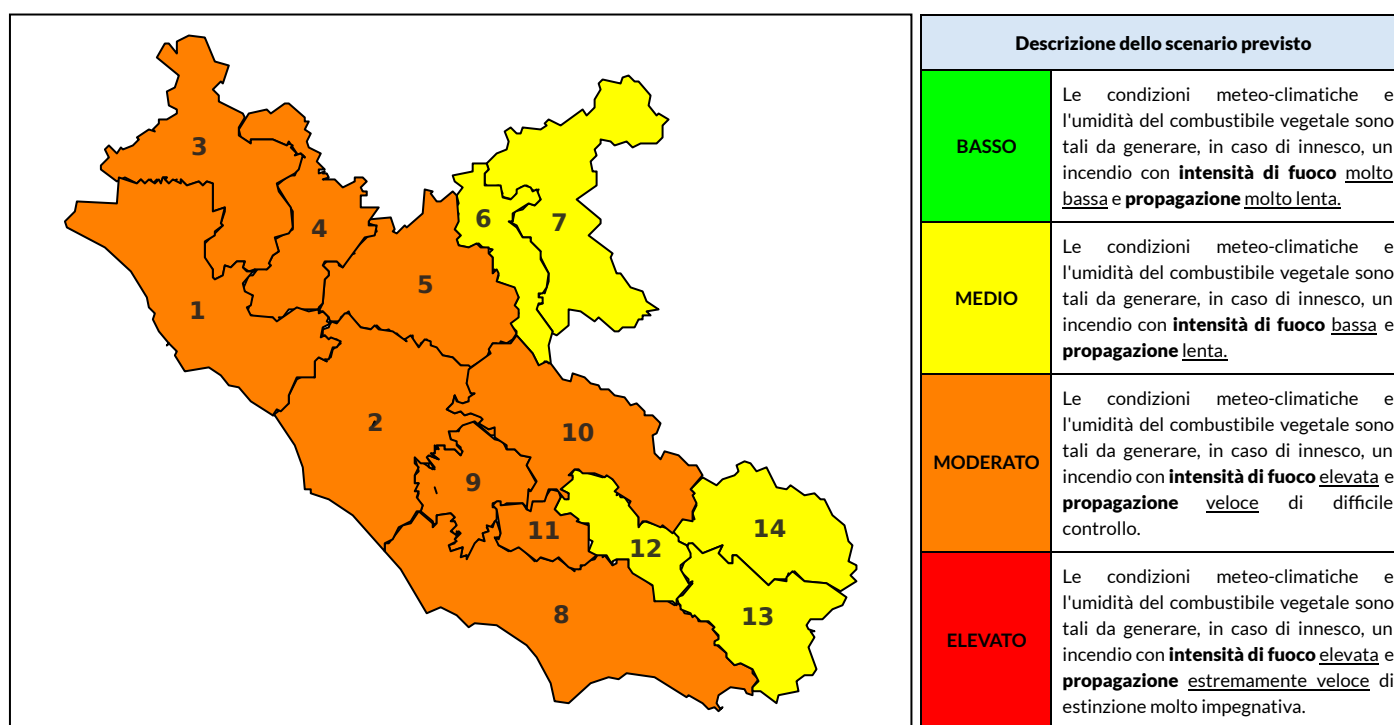 3
4
6
7
5
1
2
10
9
11
12
14
8
13
Descrizione dello scenario previsto
BASSO
Le condizioni meteo-climatiche e
l'umidità del combustibile vegetale sono
tali da generare, in caso di innesco, un
incendio con intensità di fuoco molto
bassa e propagazione molto lenta.
MEDIO
Le condizioni meteo-climatiche e
l'umidità del combustibile vegetale sono
tali da generare, in caso di innesco, un
incendio con intensità di fuoco bassa e
propagazione lenta.
MODERATO
Le condizioni meteo-climatiche e
l'umidità del combustibile vegetale sono
tali da generare, in caso di innesco, un
incendio con intensità di fuoco elevata e
propagazione veloce di difficile
controllo.
ELEVATO
Le condizioni meteo-climatiche e
l'umidità del combustibile vegetale sono
tali da generare, in caso di innesco, un
incendio con intensità di fuoco elevata e
propagazione estremamente veloce di
estinzione molto impegnativa.